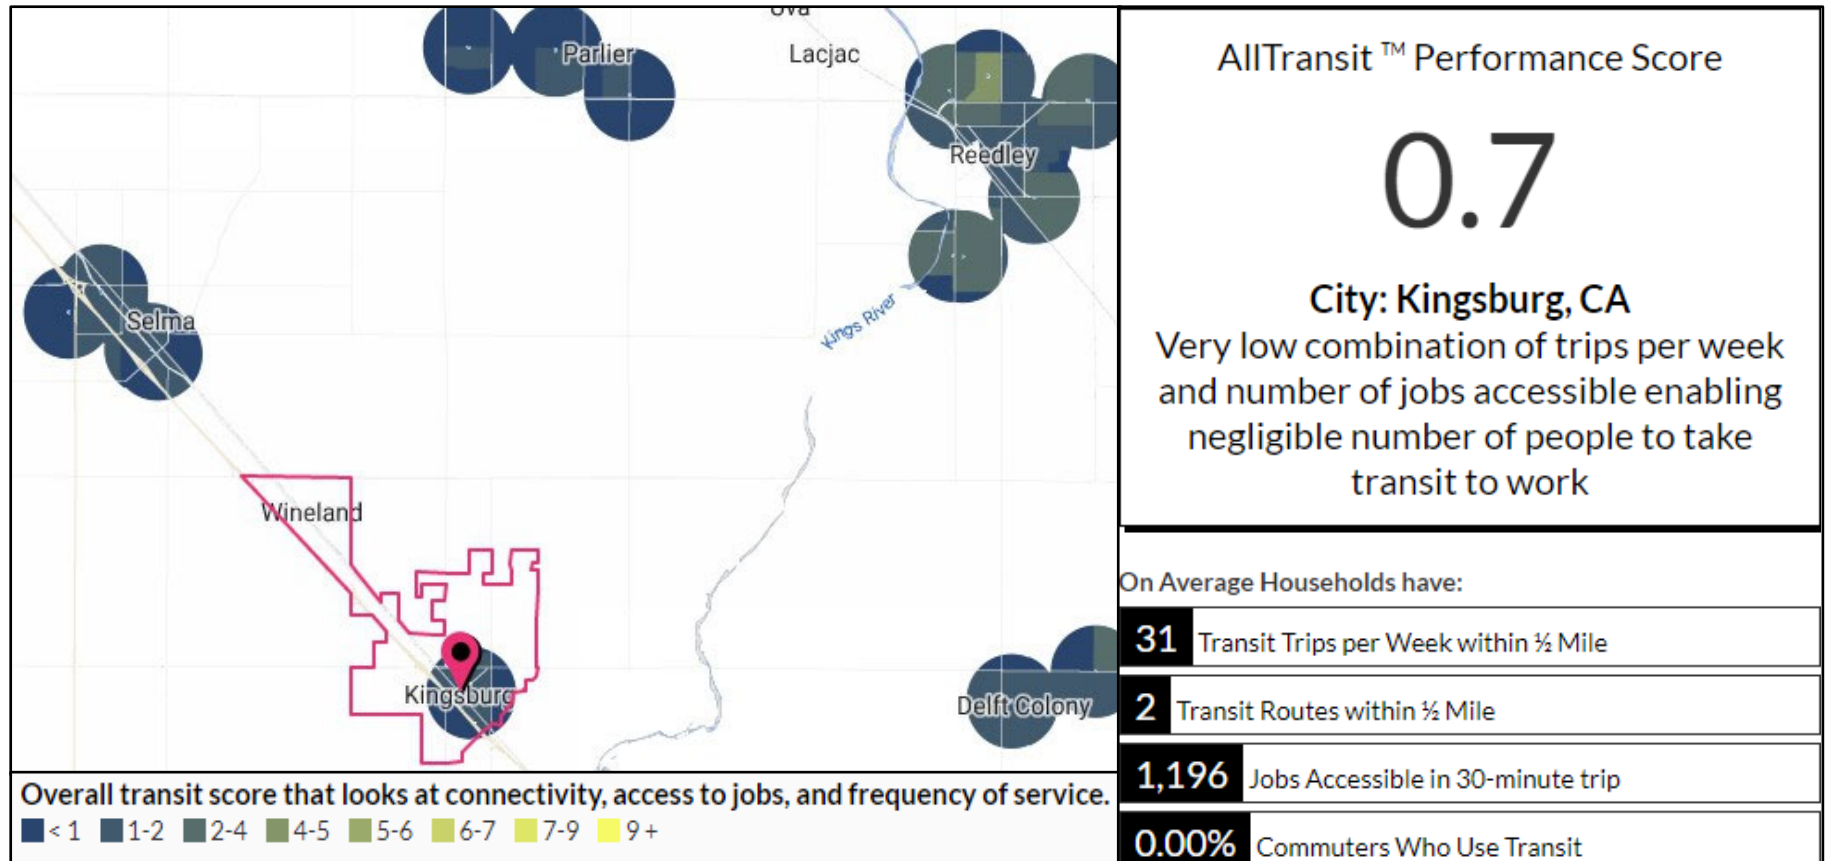 Parlier
Lacjac
Reedley
Selma
Kings River
Wineland
Kingsburg
Delft Colony
Overall transit score that looks at connectivity, access to jobs, and frequency of service.
< 1 1-2 2-4 4-5 5-6 6-7 7-9 9 +
AllTransit ™ Performance Score
0.7
City: Kingsburg, CA
Very low combination of trips per week
and number of jobs accessible enabling
negligible number of people to take
transit to work
On Average Households have:
31 Transit Trips per Week within ½ Mile
2 Transit Routes within ½ Mile
1,196 Jobs Accessible in 30-minute trip
0.00% Commuters Who Use Transit